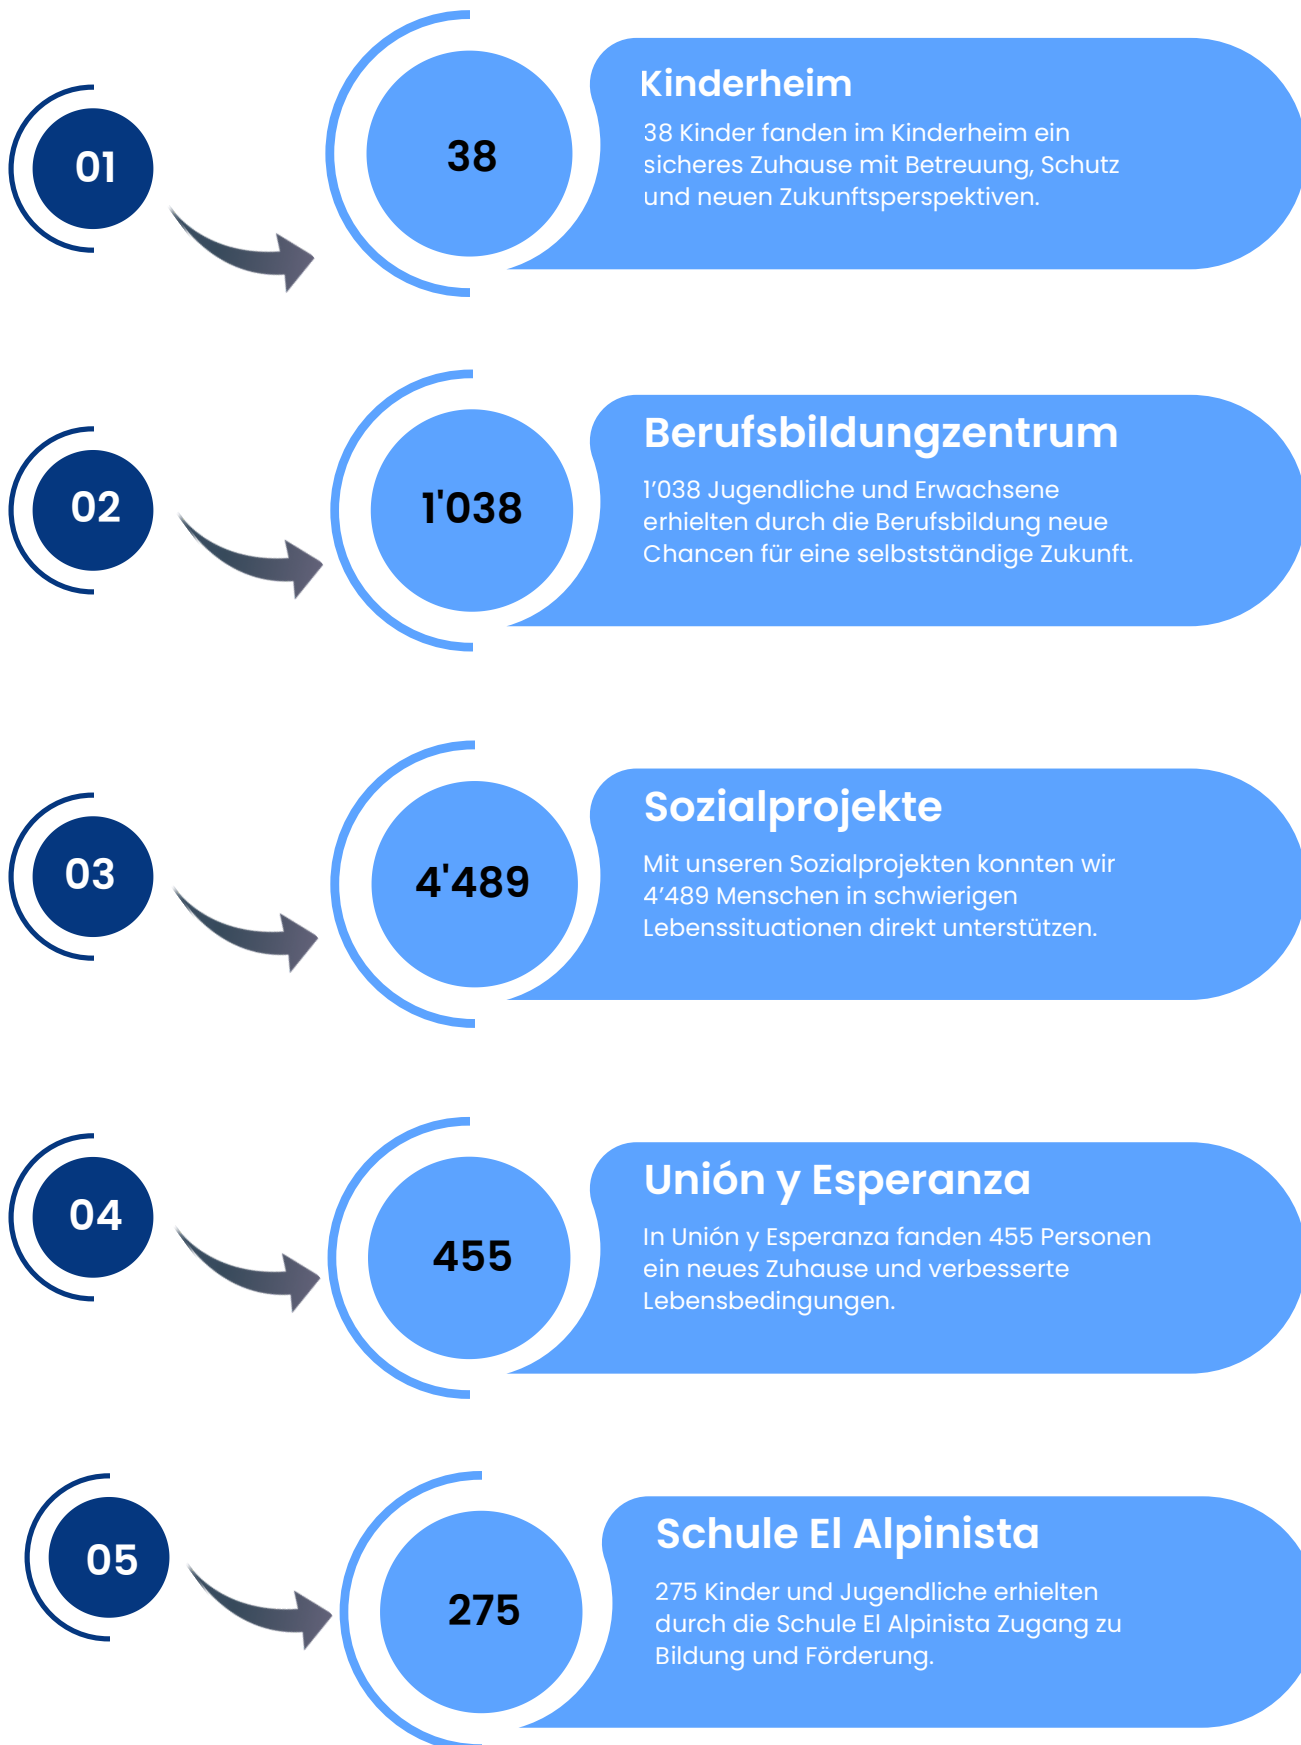 01
38
Kinderheim
38 Kinder fanden im Kinderheim ein
sicheres Zuhause mit Betreuung, Schutz
und neuen Zukunftsperspektiven.
02
1'038
Berufsbildungzentrum
1’038 Jugendliche und Erwachsene
erhielten durch die Berufsbildung neue
Chancen für eine selbstständige Zukunft.
03
4'489
Sozialprojekte
Mit unseren Sozialprojekten konnten wir
4’489 Menschen in schwierigen
Lebenssituationen direkt unterstützen.
04
455
Unión y Esperanza
In Unión y Esperanza fanden 455 Personen
ein neues Zuhause und verbesserte
Lebensbedingungen.
05
275
Schule El Alpinista
275 Kinder und Jugendliche erhielten
durch die Schule El Alpinista Zugang zu
Bildung und Förderung.